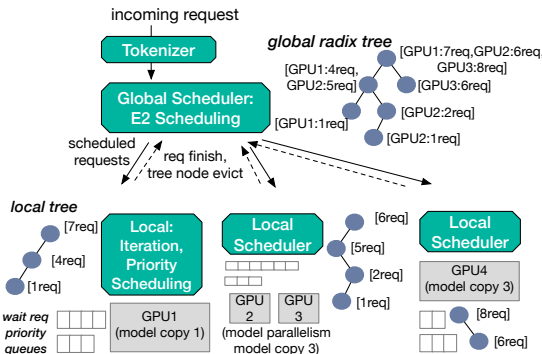 incoming request
Tokenizer
Global Scheduler:
E2 Scheduling
global radix tree
[GPU1:7req,GPU2:6req,
GPU3:8req]
[GPU1:4req,
GPU2:5req]
[GPU3:6req]
[GPU1:1req]
[GPU2:2req]
[GPU2:1req]
scheduled
requests
req finish,
tree node evict
local tree
[7req]
[4req]
[1req]
Local:
Iteration,
Priority
Scheduling
wait req
priority
queues
GPU1
(model copy 1)
Local
Scheduler
GPU
2
GPU
3
(model parallelism
model copy 3)
[6req]
[5req]
[2req]
[1req]
Local
Scheduler
GPU4
(model copy 3)
[8req]
[6req]